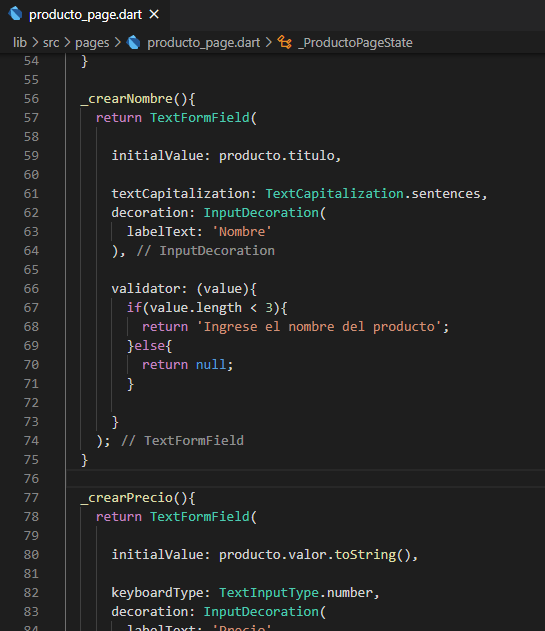 producto_page.dart ×
lib > src > pages > producto_page.dart > _ProductoPageState
54 }
55
56 _crearNombre(){
57 return TextFormField(
58
59 initialValue: producto.titulo,
60
61 textCapitalization: TextCapitalization.sentences,
62 decoration: InputDecoration(
63 labelText: 'Nombre'
64 ), // InputDecoration
65
66 validator: (value){
67 if(value.length < 3){
68 return 'Ingrese el nombre del producto';
69 }else{
70 return null;
71 }
72
73 }
74 ); // TextFormField
75 }
76
77 _crearPrecio(){
78 return TextFormField(
79
80 initialValue: producto.valor.toString(),
81
82 keyboardType: TextInputType.number,
83 decoration: InputDecoration(
84 labelText: 'Precio'